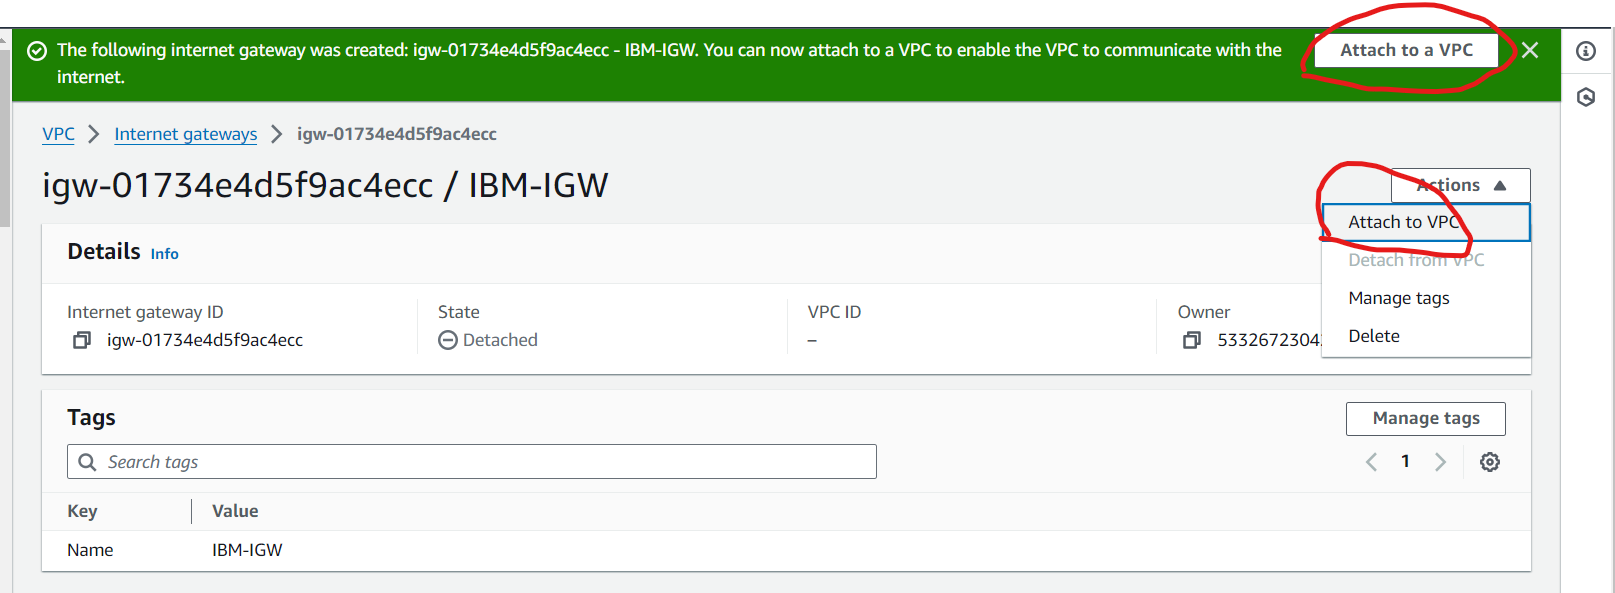 The following internet gateway was created: igw-01734e4d5f9ac4ecc - IBM-IGW. You can now attach to a VPC to enable the VPC to communicate with the internet.
Attach to a VPC
VPC > Internet gateways > igw-01734e4d5f9ac4ecc
igw-01734e4d5f9ac4ecc / IBM-IGW
Actions
Attach to VPC
Detach from VPC
Manage tags
Delete
Details Info
Internet gateway ID
igw-01734e4d5f9ac4ecc
State
Detached
VPC ID
–
Owner
53326723043
Tags
Manage tags
Search tags
1
Key Value
Name IBM-IGW